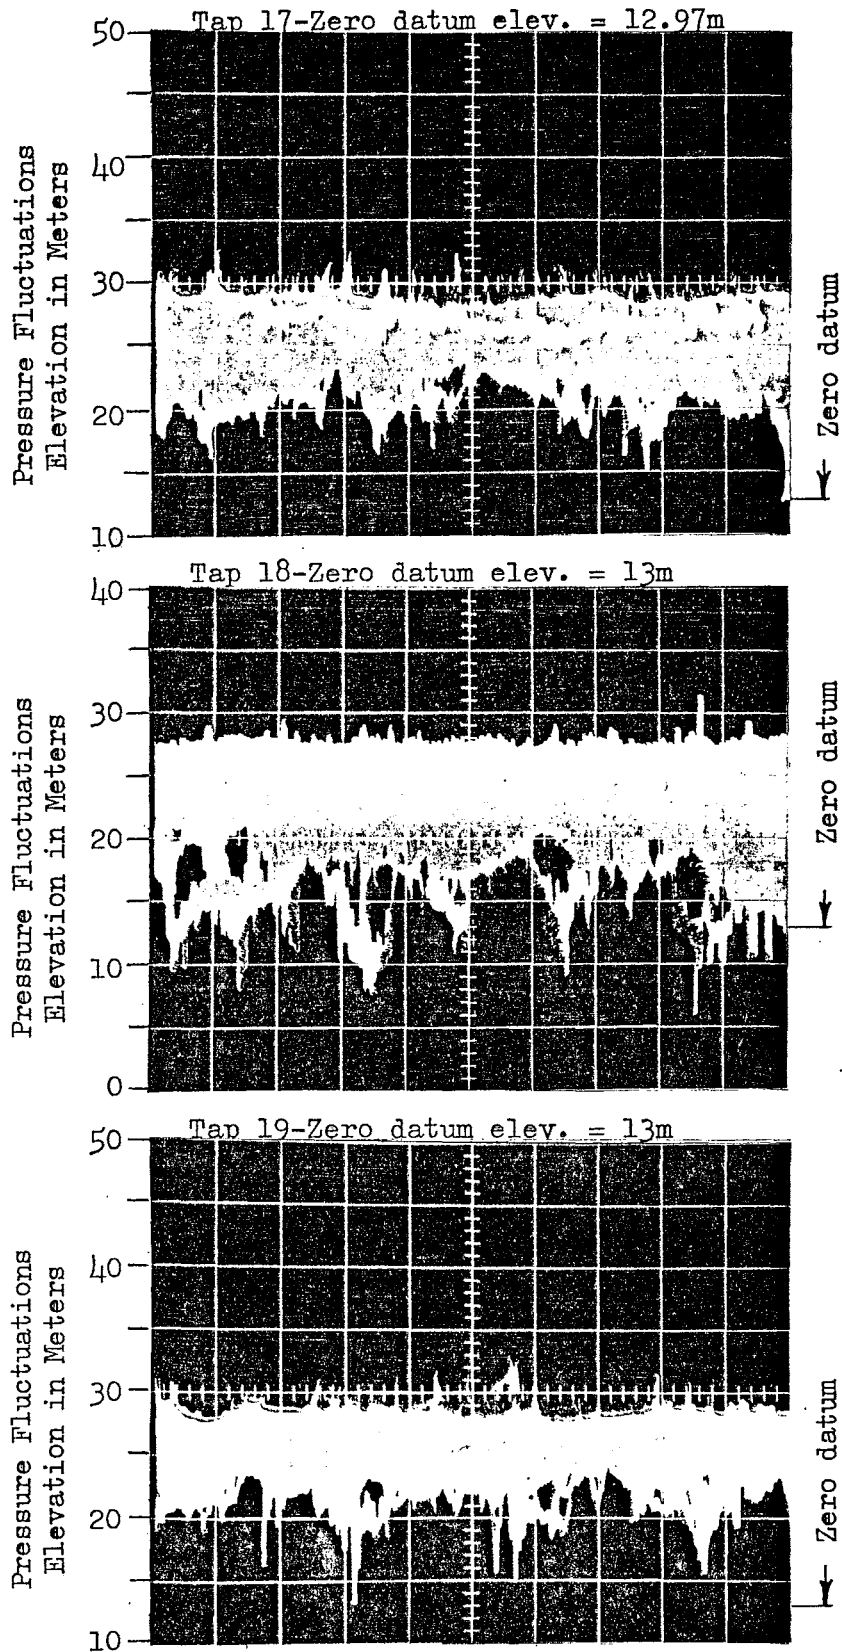 Tap 17-Zero datum elev. = 12.97m
50
40
30
20
10
Pressure Fluctuations
Elevation in Meters
Zero datum
Tap 18-Zero datum elev. = 13m
40
30
20
10
0
Pressure Fluctuations
Elevation in Meters
Zero datum
Tap 19-Zero datum elev. = 13m
50
40
30
20
10
Pressure Fluctuations
Elevation in Meters
Zero datum